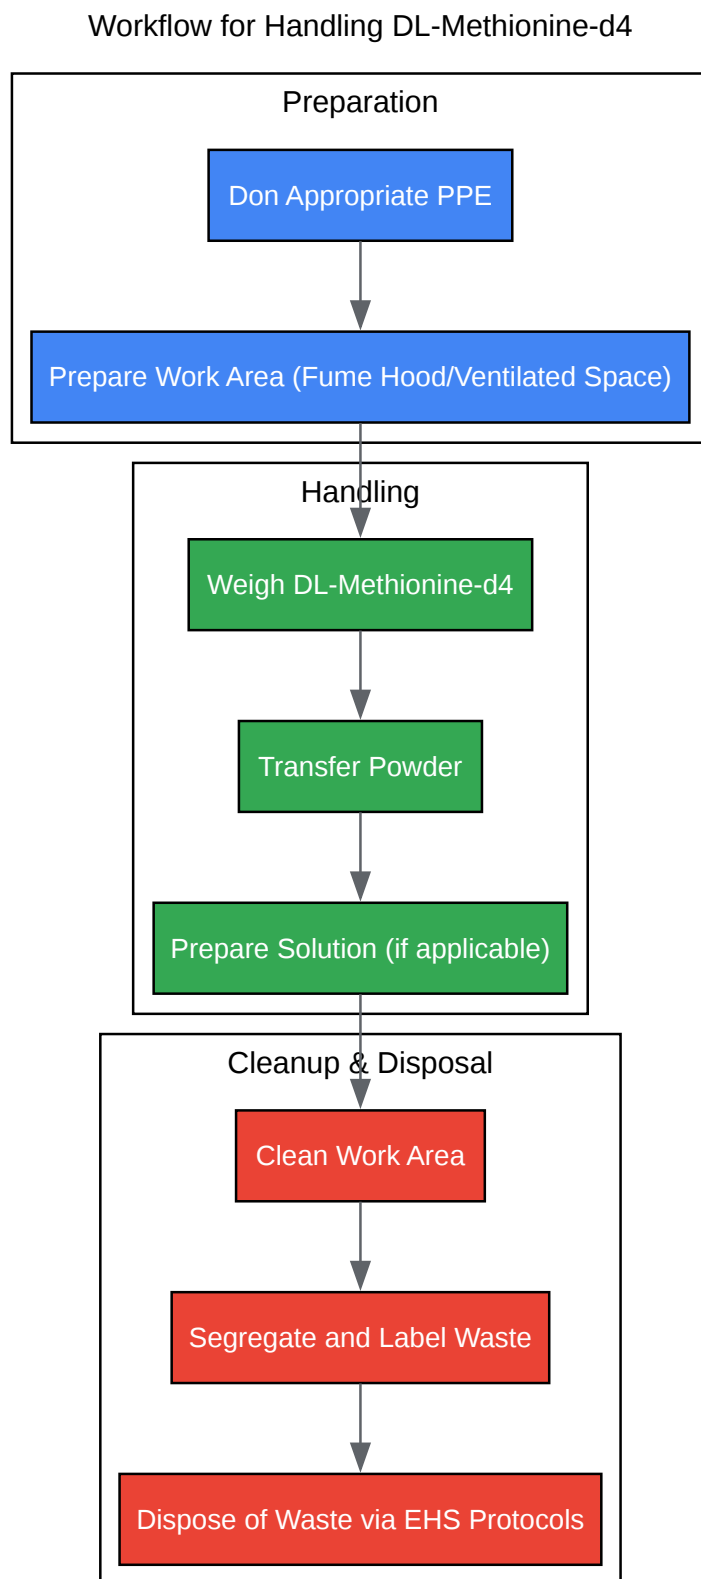 Workflow for Handling DL-Methionine-d4
Preparation
Don Appropriate PPE
Prepare Work Area (Fume Hood/Ventilated Space)
Handling
Weigh DL-Methionine-d4
Transfer Powder
Prepare Solution (if applicable)
Cleanup & Disposal
Clean Work Area
Segregate and Label Waste
Dispose of Waste via EHS Protocols